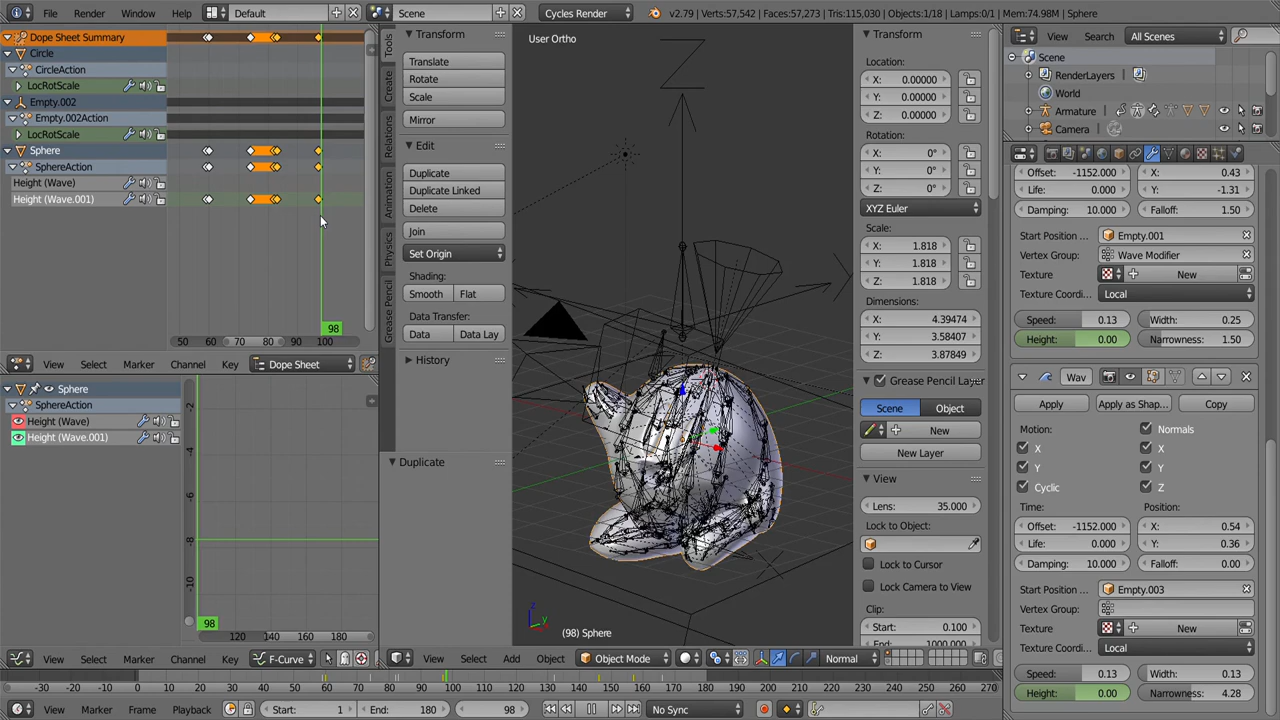 File Render Window Help Default Scene Cycles Render v2.79 | Verts:57,542 | Faces:57,273 | Tris:115,030 | Objects:1/18 | Lamps:0/1 | Mem:74.98M | Sphere
Dope Sheet Summary
Circle
CircleAction
LocRotScale
Empty.002
Empty.002Action
LocRotScale
Sphere
SphereAction
Height (Wave)
Height (Wave.001)
98
50 60 70 80 90 100
View Select Marker Dope Sheet
Sphere
SphereAction
Height (Wave)
Height (Wave.001)
-2
-4
-6
-8
-10
98
120 140 160 180
View Select Marker Channel Key F-Curve
Tools
Create
Relations
Animation
Physics
Grease Pencil
Transform
Translate
Rotate
Scale
Mirror
Edit
Duplicate
Duplicate Linked
Delete
Join
Set Origin
Shading:
Smooth Flat
Data Transfer:
Data Data Lay
History
Duplicate
User Ortho
(98) Sphere
View Select Add Object Object Mode Normal
Transform
Location:
X: 0.00000
Y: 0.00000
Z: 0.00000
Rotation:
X: 0°
Y: 0°
Z: 0°
XYZ Euler
Scale:
X: 1.818
Y: 1.818
Z: 1.818
Dimensions:
X: 4.39474
Y: 3.58407
Z: 3.87849
Grease Pencil Layer
Scene Object
New
New Layer
View
Lens: 35.000
Lock to Object:
Lock to Cursor
Lock Camera to View
Clip:
Start: 0.100
End: 1000.000
View Search All Scenes
Scene
RenderLayers
World
Armature
Camera
Offset: -1152.000 X: 0.43
Life: 0.000 Y: -1.31
Damping: 10.000 Falloff: 1.50
Start Position ... Empty.001
Vertex Group: Wave Modifier
Texture New
Texture Coordi... Local
Speed: 0.13 Width: 0.25
Height: 0.00 Narrowness: 1.50
Wav
Apply Apply as Shap... Copy
Motion: Normals
X X
Y Y
Cyclic Z
Time: Position:
Offset: -1152.000 X: 0.54
Life: 0.000 Y: 0.36
Damping: 10.000 Falloff: 0.00
Start Position ... Empty.003
Vertex Group:
Texture New
Texture Coordi... Local
Speed: 0.13 Width: 0.13
Height: 0.00 Narrowness: 4.28
-30 -20 -10 0 10 20 30 40 50 60 70 80 90 100 110 120 130 140 150 160 170 180 190 200 210 220 230 240 250 260 270
View Marker Frame Playback Start: 1 End: 180 98 No Sync